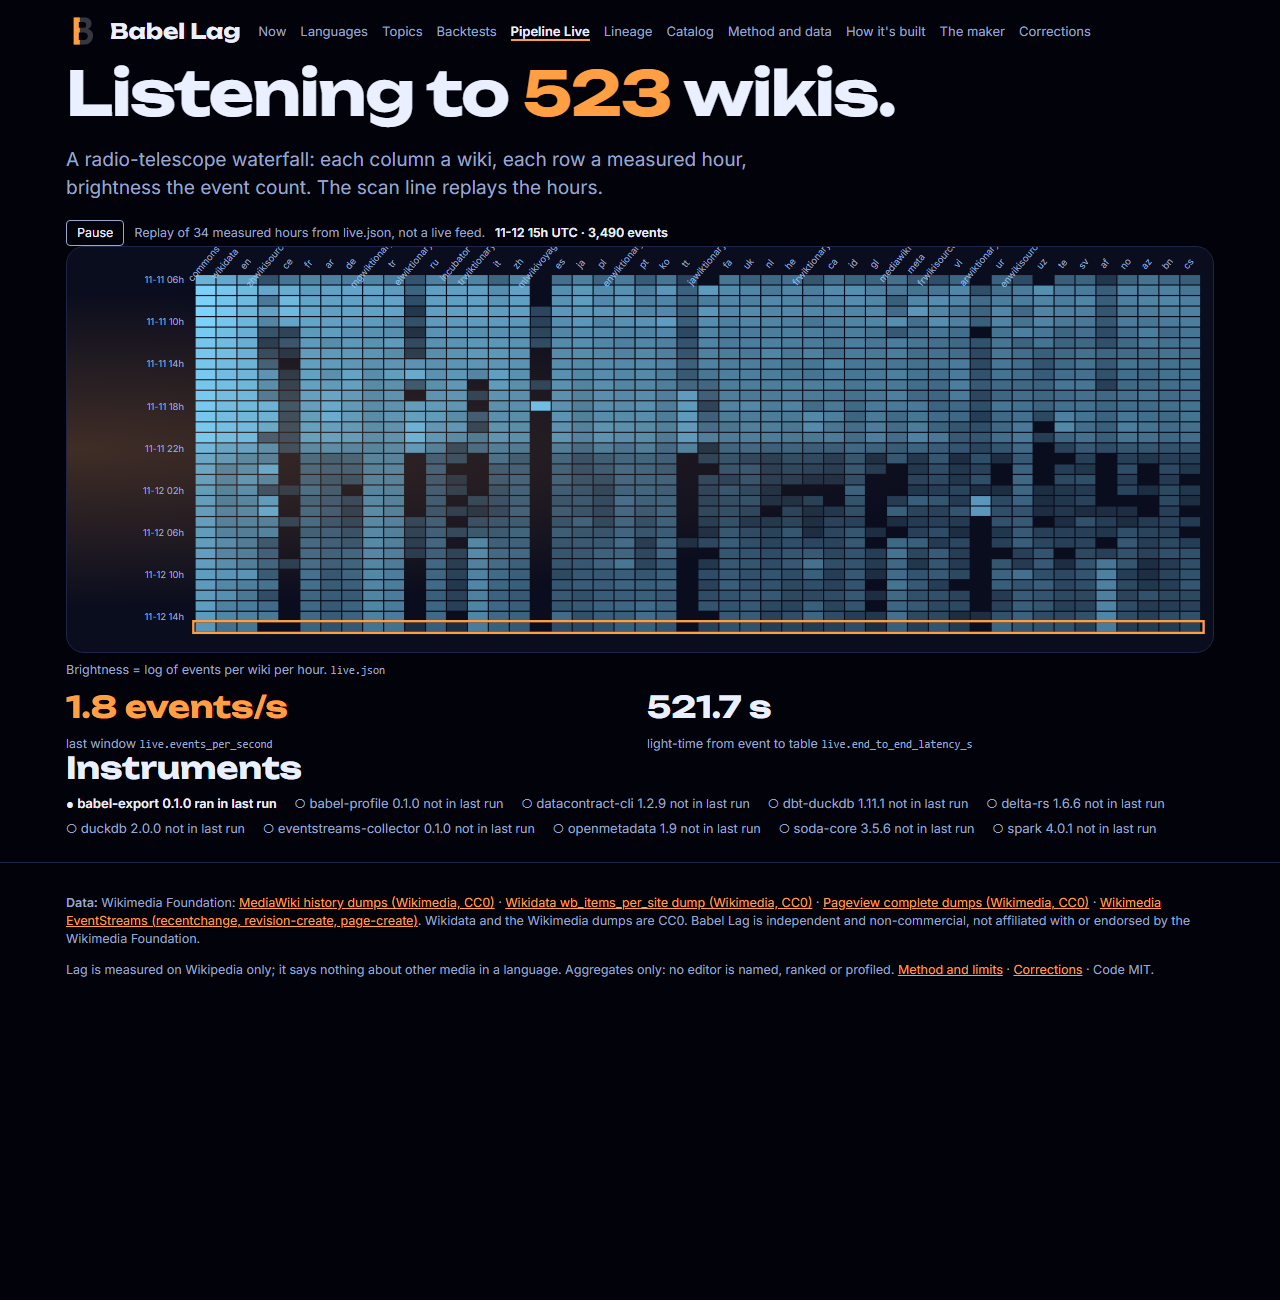 Babel Lag Now Languages Topics Backtests Pipeline Live Lineage Catalog Method and data How it's built The maker Corrections
Listening to 523 wikis.
A radio-telescope waterfall: each column a wiki, each row a measured hour,
brightness the event count. The scan line replays the hours.
Pause Replay of 34 measured hours from live.json, not a live feed. 11-12 15h UTC · 3,490 events
commons wikidata en ce fr ar de tr ru incubator it zh es ja pl pt ko tt fa uk nl he ca id gl mediawiki meta vi ur uz te sv af no az bn cs
11-11 06h
11-11 10h
11-11 14h
11-11 18h
11-11 22h
11-12 02h
11-12 06h
11-12 10h
11-12 14h
Brightness = log of events per wiki per hour. live.json
1.8 events/s 521.7 s
last window live.events_per_second light-time from event to table live.end_to_end_latency_s
Instruments
● babel-export 0.1.0 ran in last run ○ babel-profile 0.1.0 not in last run ○ datacontract-cli 1.2.9 not in last run ○ dbt-duckdb 1.11.1 not in last run ○ delta-rs 1.6.6 not in last run
○ duckdb 2.0.0 not in last run ○ eventstreams-collector 0.1.0 not in last run ○ openmetadata 1.9 not in last run ○ soda-core 3.5.6 not in last run ○ spark 4.0.1 not in last run
Data: Wikimedia Foundation: MediaWiki history dumps (Wikimedia, CC0) · Wikidata wb_items_per_site dump (Wikimedia, CC0) · Pageview complete dumps (Wikimedia, CC0) · Wikimedia
EventStreams (recentchange, revision-create, page-create). Wikidata and the Wikimedia dumps are CC0. Babel Lag is independent and non-commercial, not affiliated with or endorsed by the
Wikimedia Foundation.
Lag is measured on Wikipedia only; it says nothing about other media in a language. Aggregates only: no editor is named, ranked or profiled. Method and limits · Corrections · Code MIT.